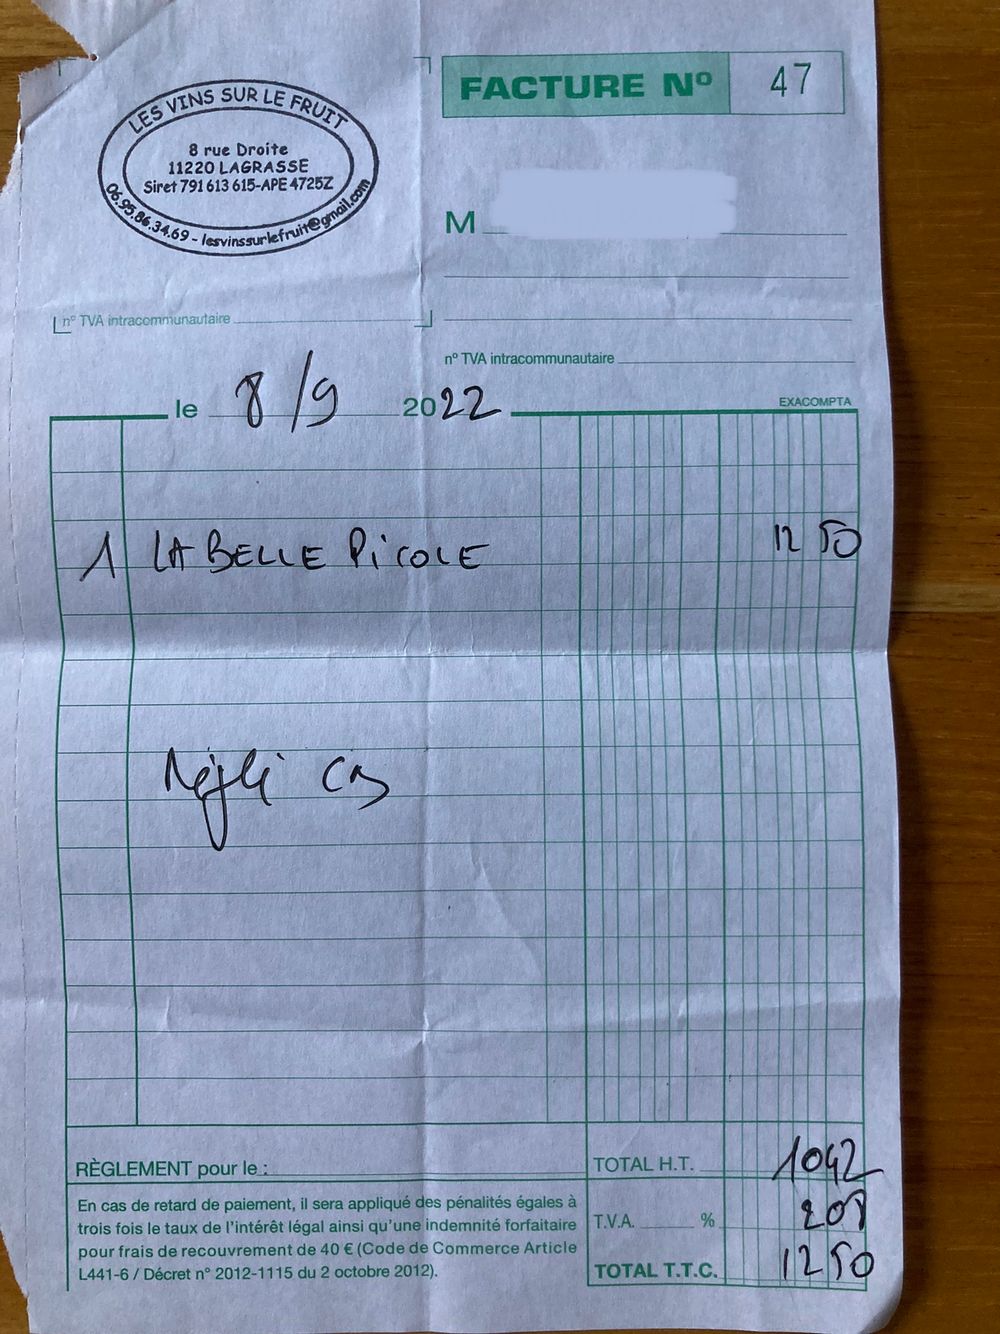 LES VINS SUR LE FRUIT
8 rue Droite
11220 LAGRASSE
Siret 791 613 615-APE 4725Z
06.95.86.34.69 - lesvinssurlefruit@gmail.com
FACTURE Nº 47
M
n° TVA intracommunautaire
n° TVA intracommunautaire
le 8/9 2022
EXACOMPTA
1 LA BELLE PICOLE 12 50
Réglé CB
RÈGLEMENT pour le :
En cas de retard de paiement, il sera appliqué des pénalités égales à
trois fois le taux de l'intérêt légal ainsi qu'une indemnité forfaitaire
pour frais de recouvrement de 40 € (Code de Commerce Article
L441-6 / Décret n° 2012-1115 du 2 octobre 2012).
TOTAL H.T. 1042
T.V.A. % 208
TOTAL T.T.C. 1250